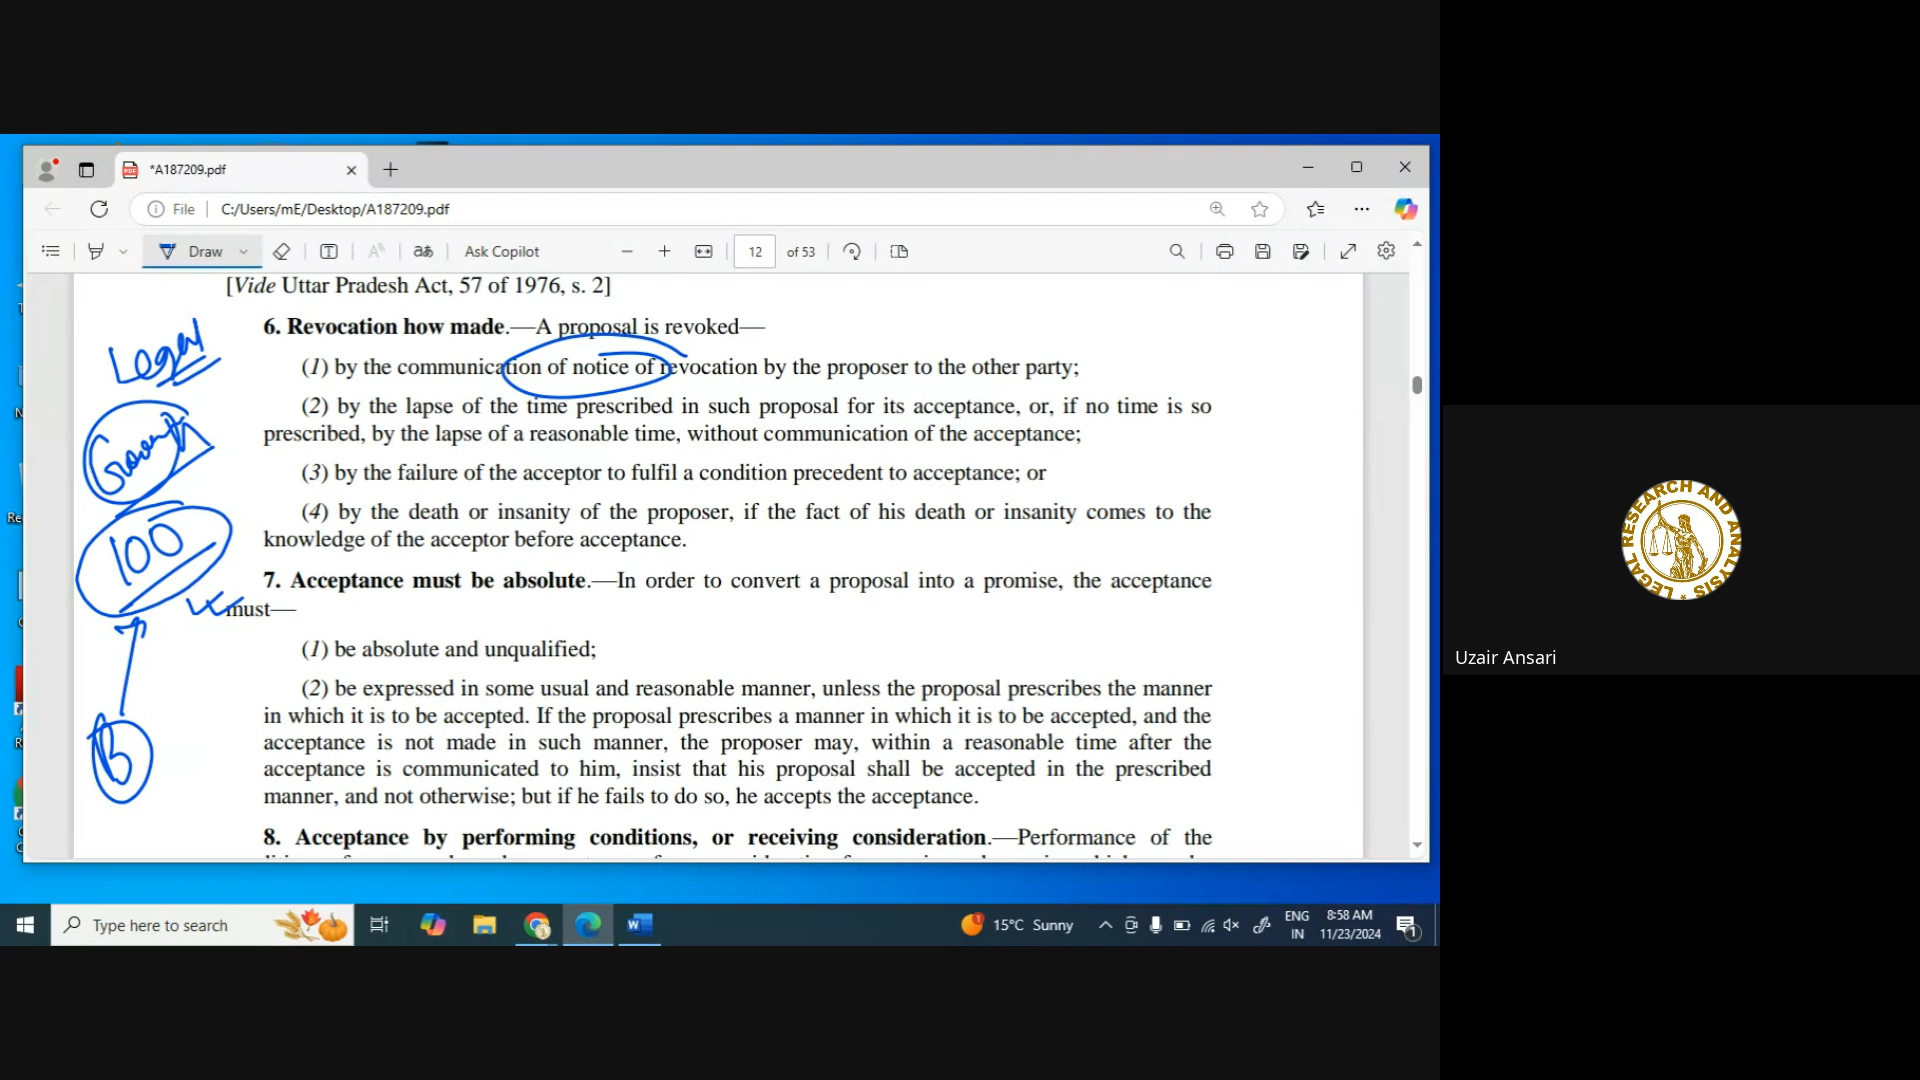 *A187209.pdf
File
C:/Users/mE/Desktop/A187209.pdf
Draw
Ask Copilot
12 of 53
[Vide Uttar Pradesh Act, 57 of 1976, s. 2]
6. Revocation how made.—A proposal is revoked—
(1) by the communication of notice of revocation by the proposer to the other party;
(2) by the lapse of the time prescribed in such proposal for its acceptance, or, if no time is so
prescribed, by the lapse of a reasonable time, without communication of the acceptance;
(3) by the failure of the acceptor to fulfil a condition precedent to acceptance; or
(4) by the death or insanity of the proposer, if the fact of his death or insanity comes to the
knowledge of the acceptor before acceptance.
7. Acceptance must be absolute.—In order to convert a proposal into a promise, the acceptance
must—
(1) be absolute and unqualified;
(2) be expressed in some usual and reasonable manner, unless the proposal prescribes the manner
in which it is to be accepted. If the proposal prescribes a manner in which it is to be accepted, and the
acceptance is not made in such manner, the proposer may, within a reasonable time after the
acceptance is communicated to him, insist that his proposal shall be accepted in the prescribed
manner, and not otherwise; but if he fails to do so, he accepts the acceptance.
8. Acceptance by performing conditions, or receiving consideration.—Performance of the
Legal
100
B
Type here to search
15°C Sunny
ENG
IN
8:58 AM
11/23/2024
1
LEGAL RESEARCH AND ANALYSIS
Uzair Ansari